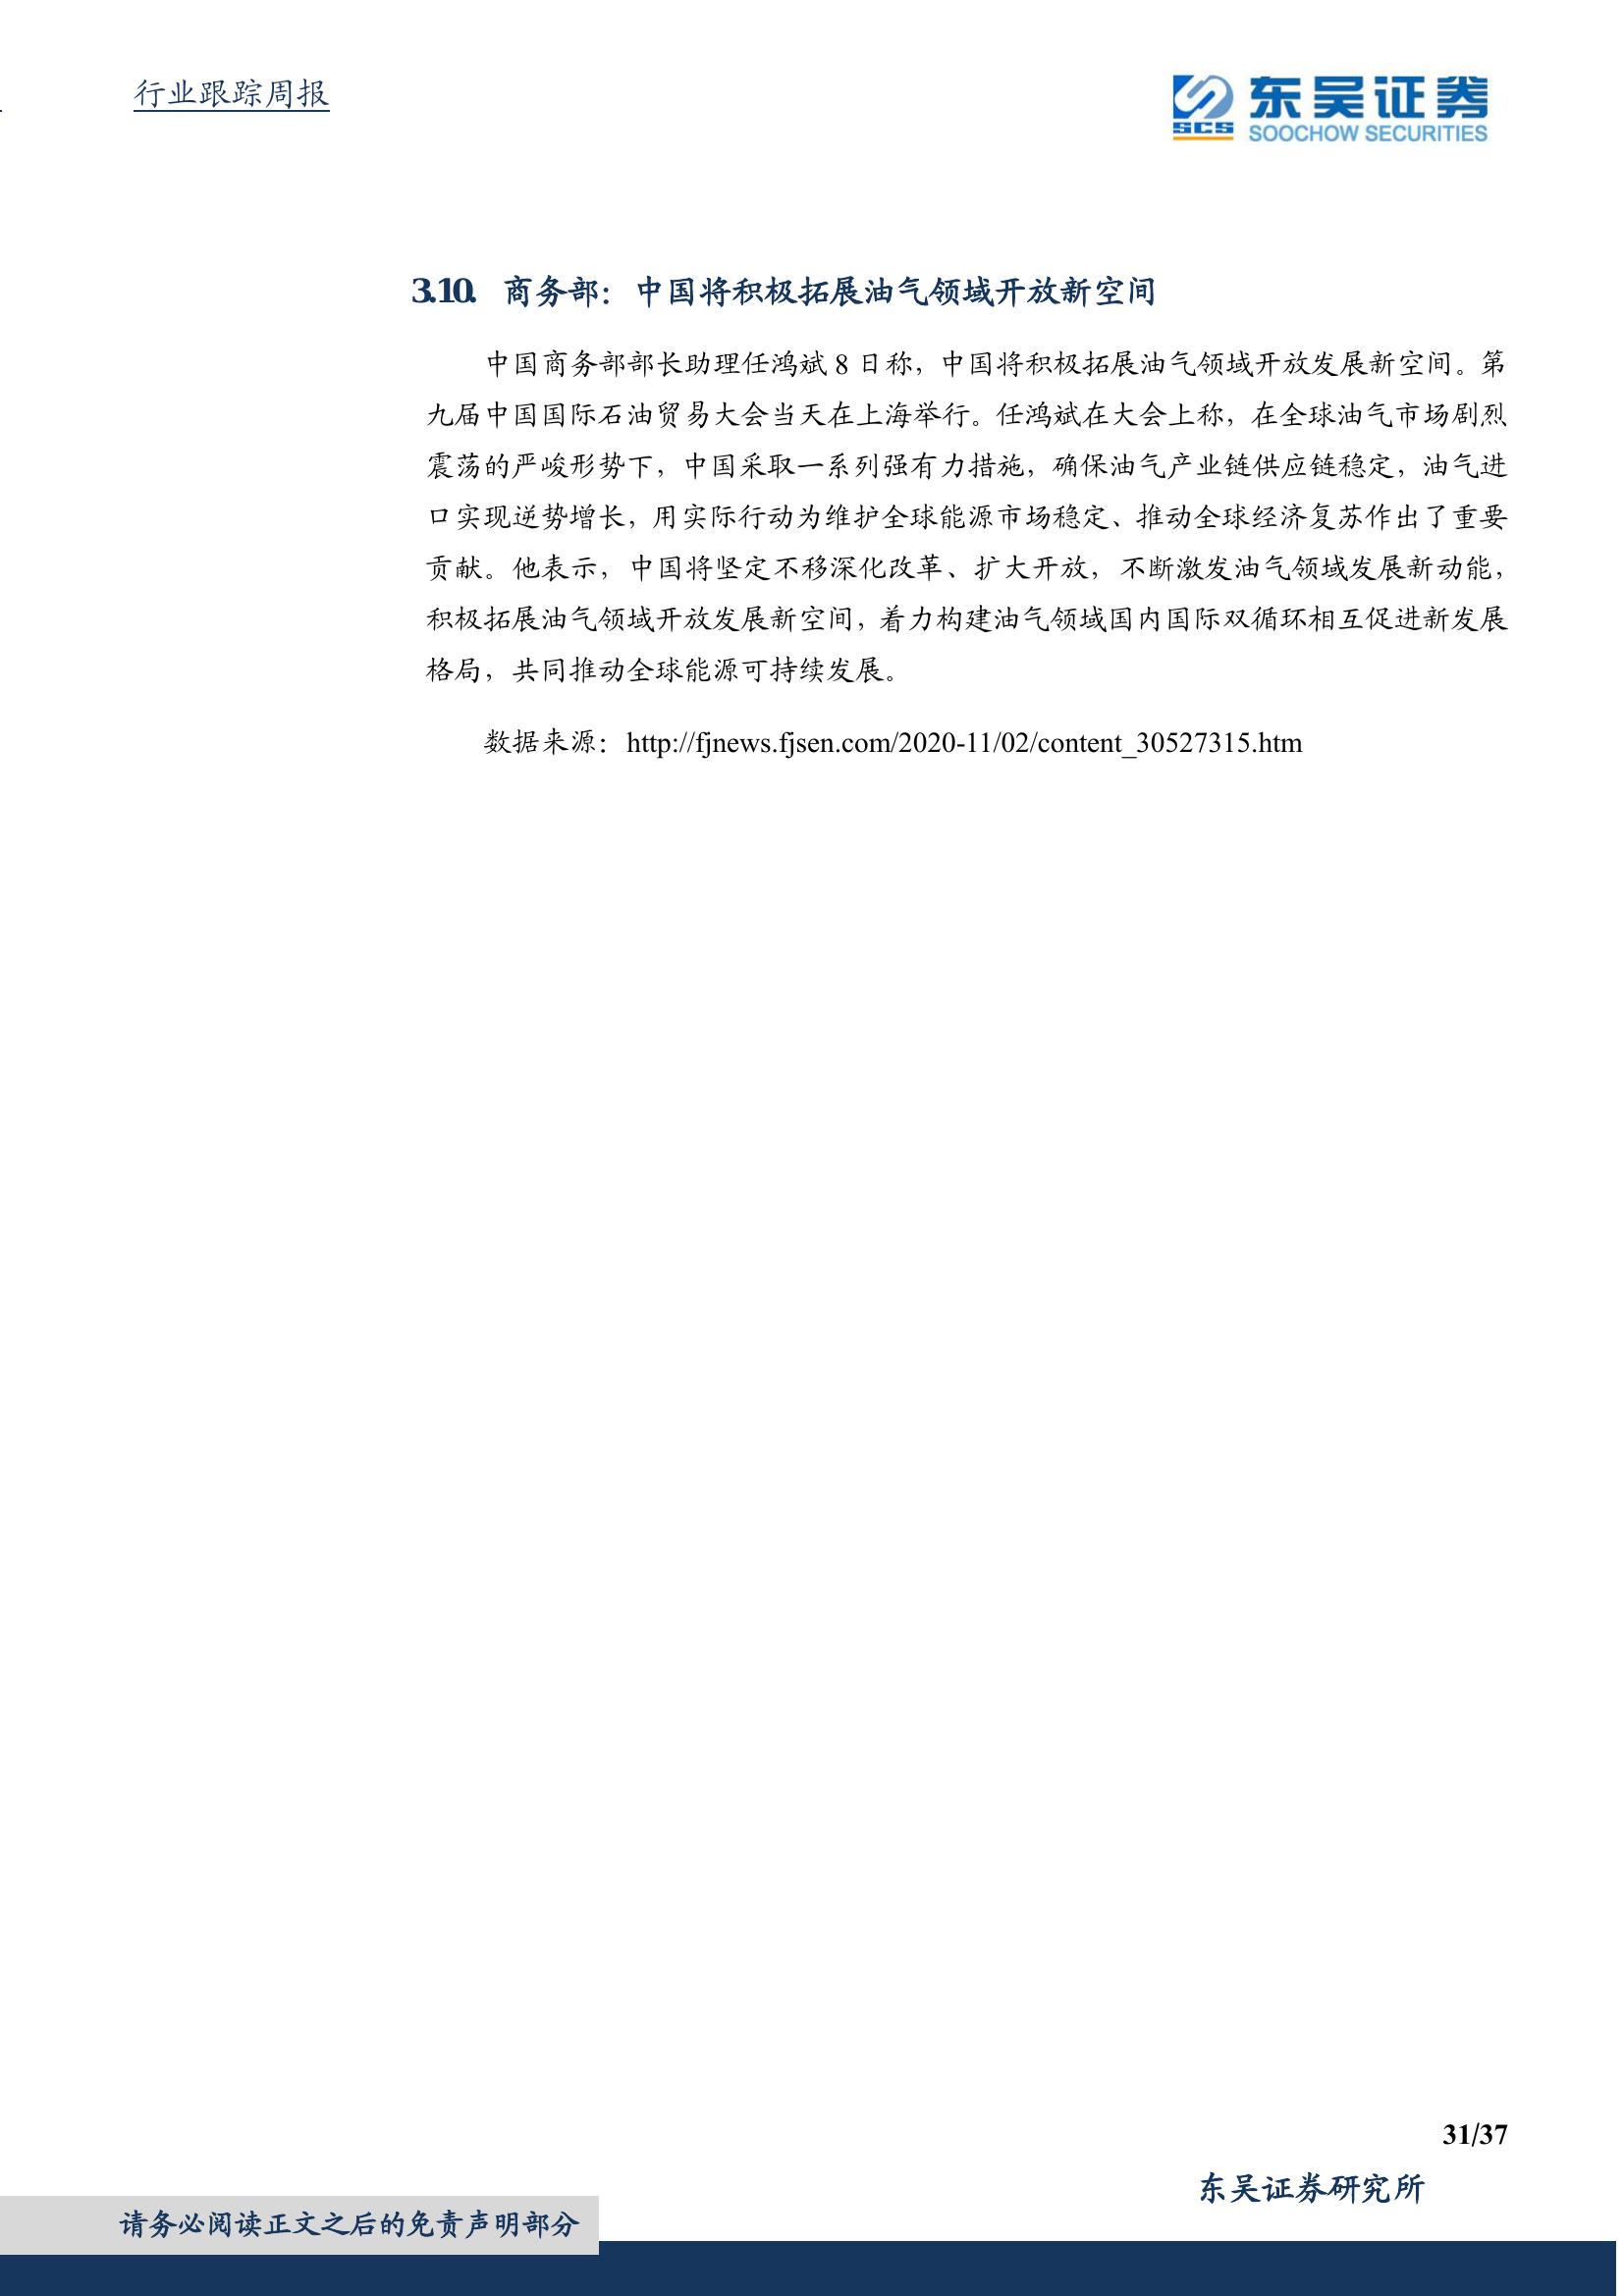 行业跟踪周报
SCS
东吴证券
SOOCHOW SECURITIES
3.10. 商务部：中国将积极拓展油气领域开放新空间
中国商务部部长助理任鸿斌 8 日称，中国将积极拓展油气领域开放发展新空间。第
九届中国国际石油贸易大会当天在上海举行。任鸿斌在大会上称，在全球油气市场剧烈
震荡的严峻形势下，中国采取一系列强有力措施，确保油气产业链供应链稳定，油气进
口实现逆势增长，用实际行动为维护全球能源市场稳定、推动全球经济复苏作出了重要
贡献。他表示，中国将坚定不移深化改革、扩大开放，不断激发油气领域发展新动能，
积极拓展油气领域开放发展新空间，着力构建油气领域国内国际双循环相互促进新发展
格局，共同推动全球能源可持续发展。
数据来源：http://fjnews.fjsen.com/2020-11/02/content_30527315.htm
31/37
东吴证券研究所
请务必阅读正文之后的免责声明部分